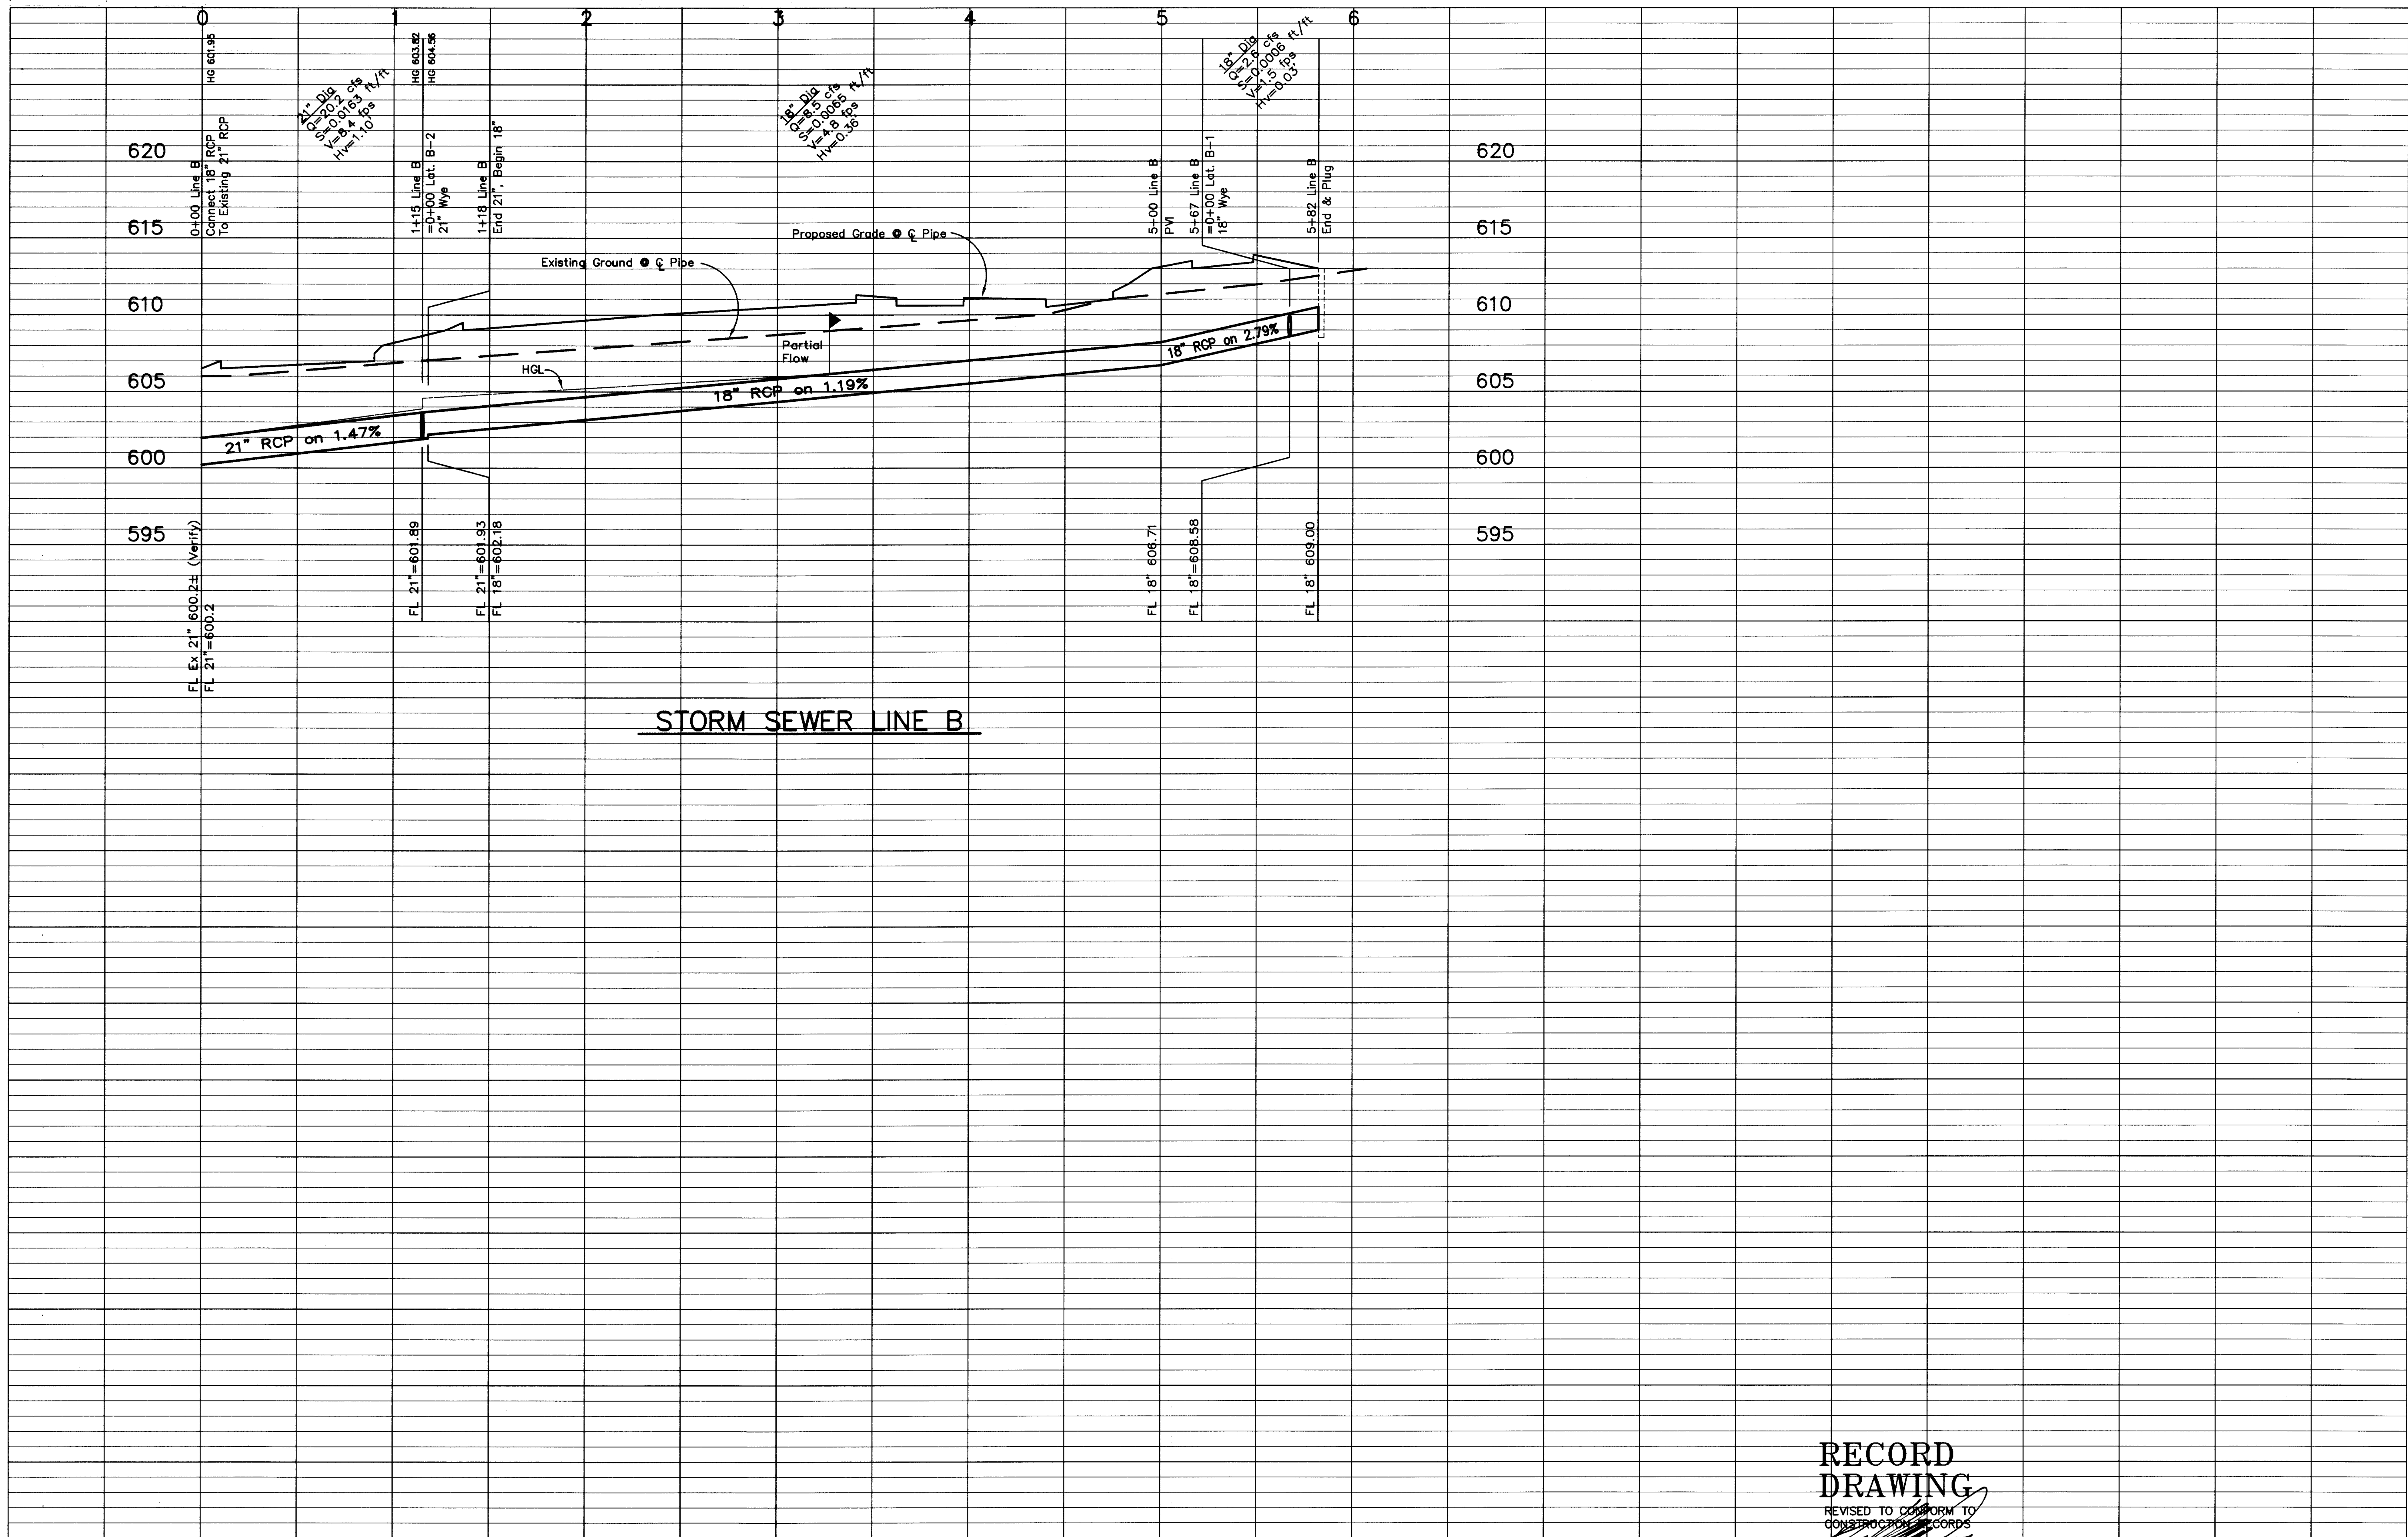 0 1 2 3 4 5 6
HG 601.95
HG 603.82
HG 604.56
21" Dia
Q=20.2 cfs
S=0.0163 ft/ft
V=8.4 fps
Hv=1.10'
18" Dia
Q=8.5 cfs
S=0.0065 ft/ft
V=4.8 fps
Hv=0.36'
18" Dia
Q=2.6 cfs
S=0.0006 ft/ft
V=1.5 fps
Hv=0.03'
0+00 Line B
Connect 18" RCP
To Existing 21" RCP
1+15 Line B
=0+00 Lat. B-2
21" Wye
1+18 Line B
End 21", Begin 18"
5+00 Line B
PVI
5+67 Line B
=0+00 Lat. B-1
18" Wye
5+82 Line B
End & Plug
620 620
615 615
Proposed Grade @ ℄ Pipe
Existing Ground @ ℄ Pipe
610 610
Partial
Flow
18" RCP on 2.79%
HGL
605 605
18" RCP on 1.19%
21" RCP on 1.47%
600 600
595 595
FL Ex 21" 600.2± (Verify)
FL 21"=600.2
FL 21"=601.89
FL 21"=601.93
FL 18"=602.18
FL 18" 606.71
FL 18"=608.58
FL 18" 609.00
STORM SEWER LINE B
RECORD
DRAWING
REVISED TO CONFORM TO
CONSTRUCTION RECORDS